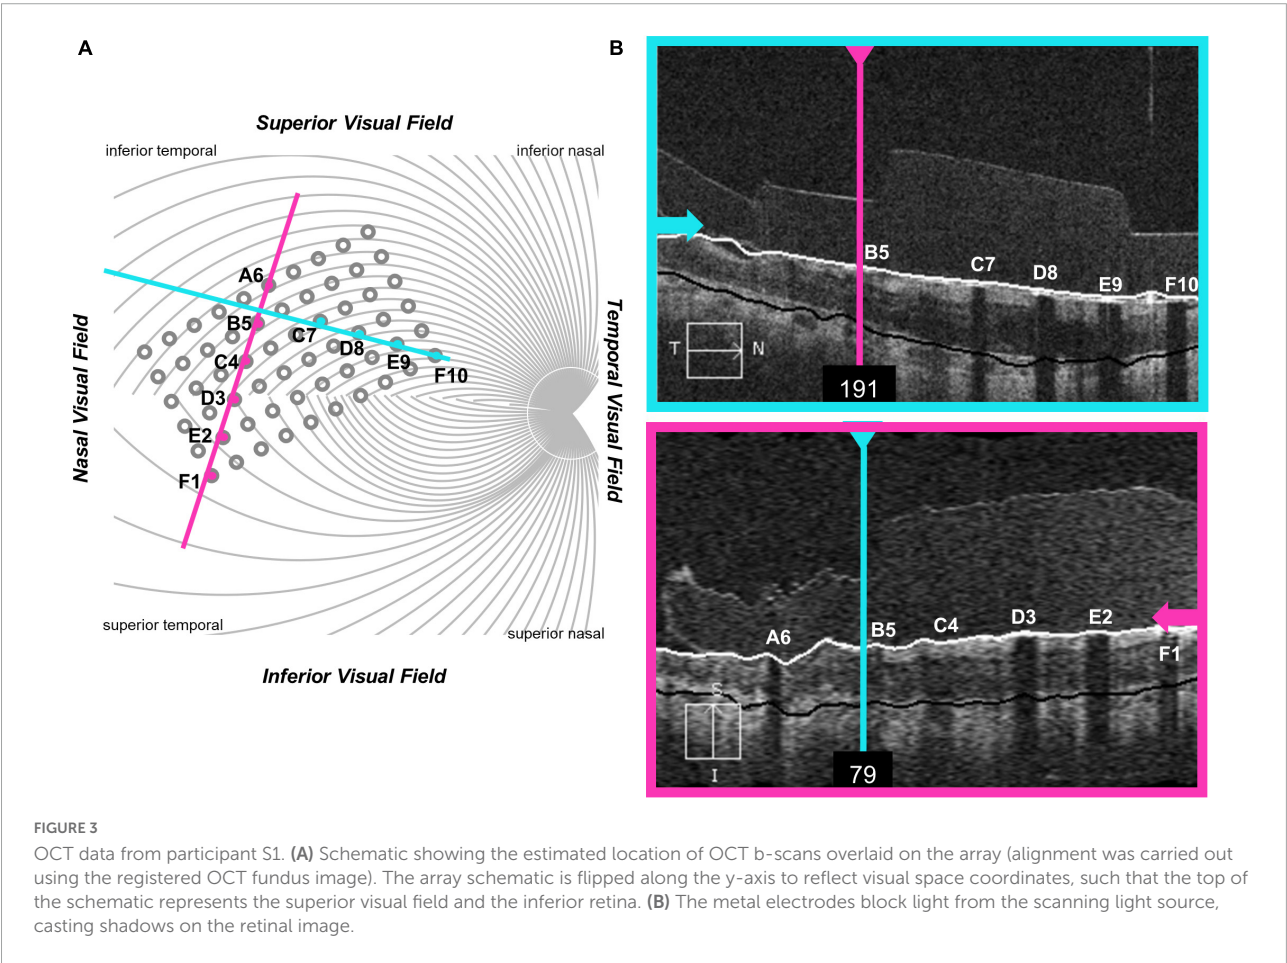 A
Superior Visual Field
inferior temporal
inferior nasal
A6
B5
C7
C4
D8
E9
F10
D3
E2
F1
Nasal Visual Field
Temporal Visual Field
superior temporal
superior nasal
Inferior Visual Field
B
B5
C7
D8
E9
F10
T
N
191
A6
B5
C4
D3
E2
F1
S
I
79
FIGURE 3
OCT data from participant S1. (A) Schematic showing the estimated location of OCT b-scans overlaid on the array (alignment was carried out
using the registered OCT fundus image). The array schematic is flipped along the y-axis to reflect visual space coordinates, such that the top of
the schematic represents the superior visual field and the inferior retina. (B) The metal electrodes block light from the scanning light source,
casting shadows on the retinal image.